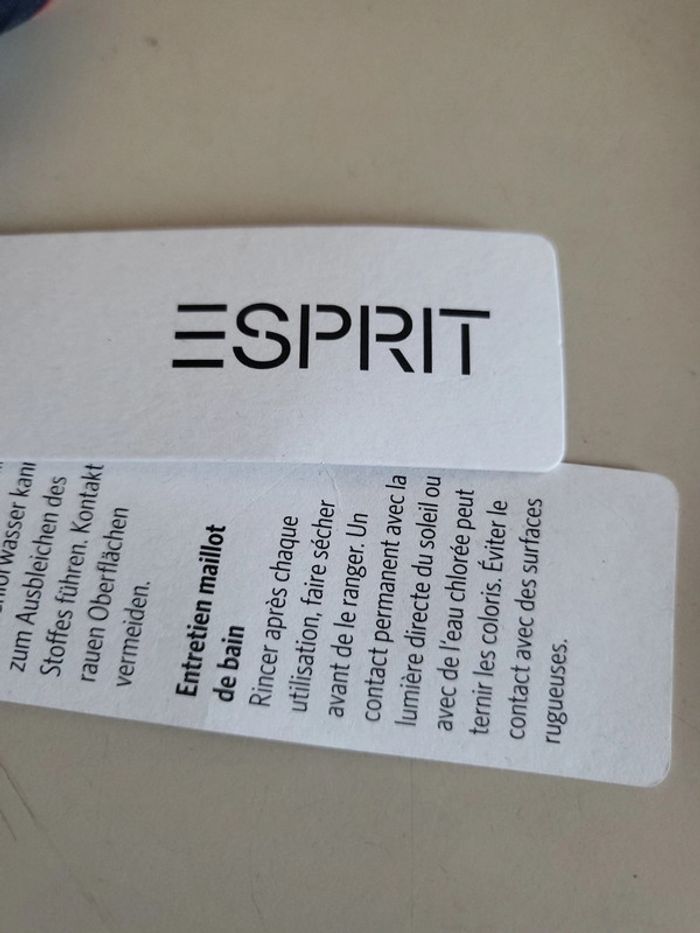 ESPRIT
wasser kann
zum Ausbleichen des
Stoffes führen. Kontakt
rauen Oberflächen
vermeiden.
Entretien maillot
de bain
Rincer après chaque
utilisation, faire sécher
avant de le ranger. Un
contact permanent avec la
lumière directe du soleil ou
avec de l'eau chlorée peut
ternir les coloris. Éviter le
contact avec des surfaces
rugueuses.